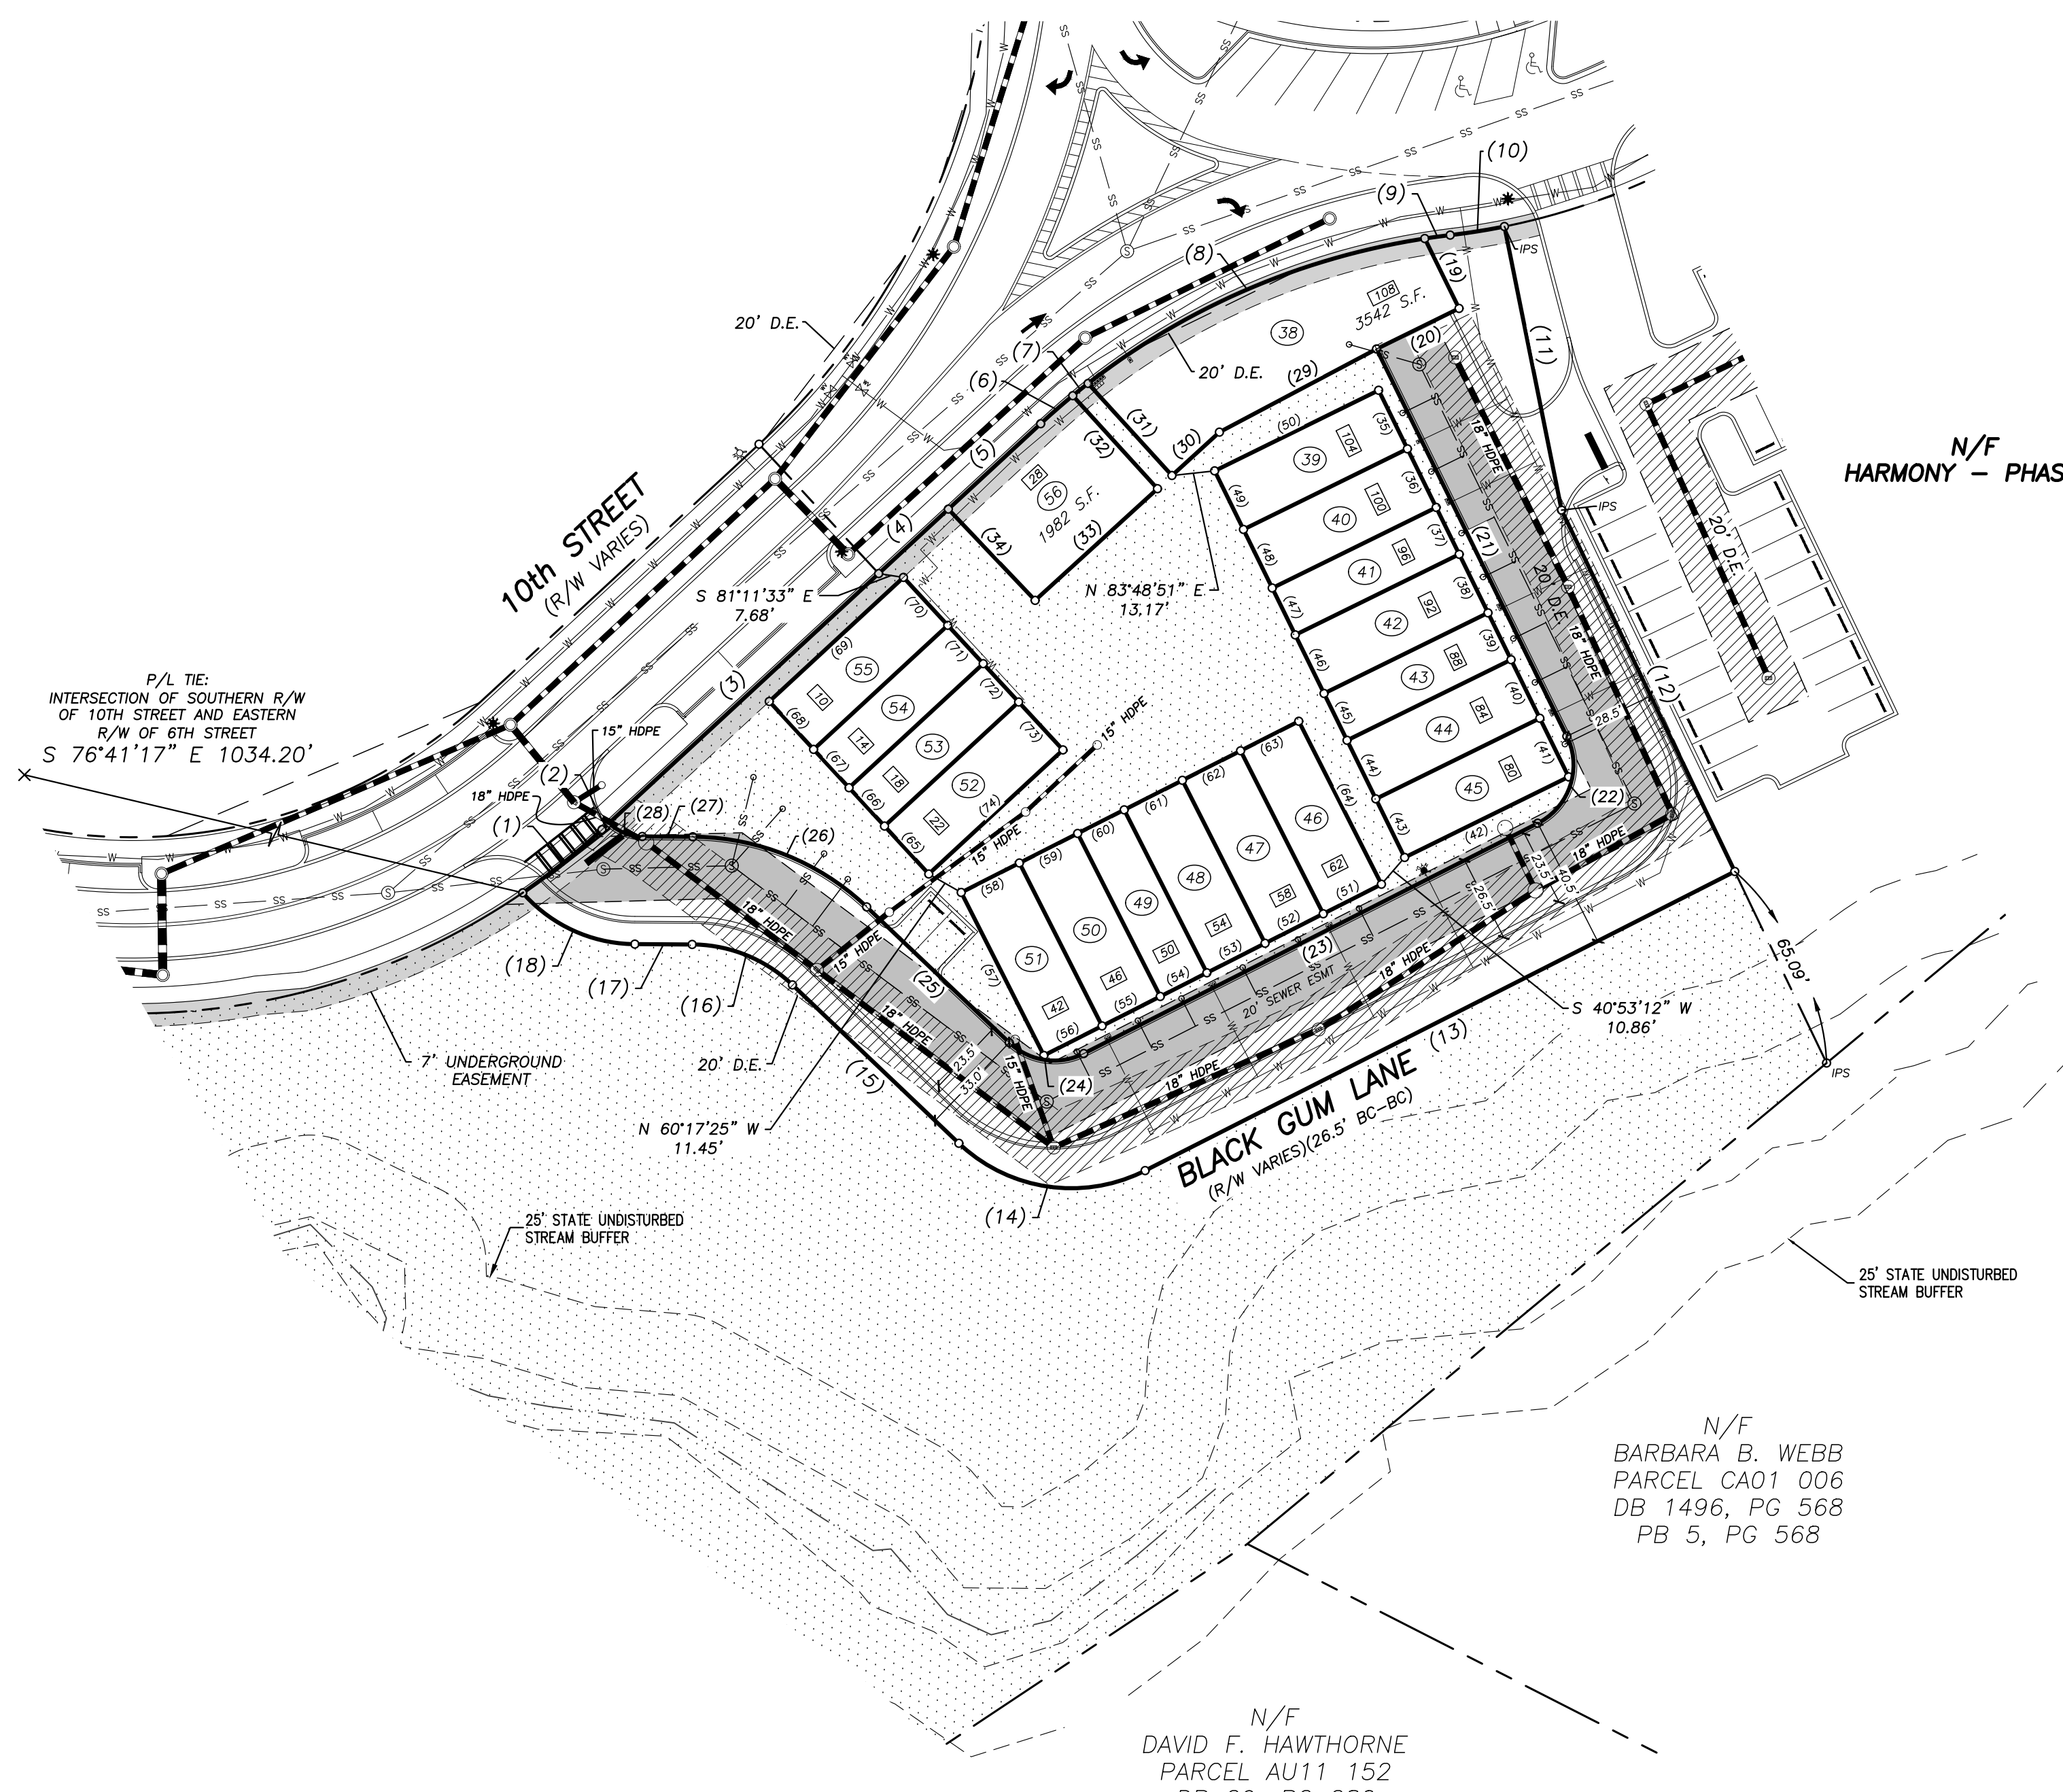 (10)
(9)
IPS
(19)
(8)
108
3542 S.F.
38
(11)
20' D.E.
(7)
(20)
20' D.E.
(6)
(31)
(29)
(50)
(35)
104
39
(30)
(32)
18" HDPE
N/F
HARMONY – PHAS
(5)
28
56
1982 S.F.
(49)
(36)
100
40
IPS
20' D.E.
10th STREET
(R/W VARIES)
(4)
(34)
(33)
(48)
(37)
96
41
(21)
20' D.E.
S 81°11'33" E
7.68'
N 83°48'51" E
13.17'
(47)
(38)
92
42
18" HDPE
(70)
(69)
55
(71)
(46)
(39)
88
43
(12)
P/L TIE:
INTERSECTION OF SOUTHERN R/W
OF 10TH STREET AND EASTERN
R/W OF 6TH STREET
S 76°41'17" E 1034.20'
(3)
10
(68)
54
(72)
(45)
(40)
84
44
28.5'
15" HDPE
14
53
(73)
15" HDPE
(63)
(44)
(41)
80
45
(2)
18" HDPE
(67)
18
52
(62)
(64)
(22)
(1)
(28)
(27)
(26)
(66)
22
(74)
(61)
46
(43)
(42)
(65)
15" HDPE
(60)
47
62
18" HDPE
(59)
48
58
(51)
23.5'
40.5'
26.5'
(58)
49
54
(52)
18" HDPE
50
50
(53)
(23)
65.09'
(18)
15" HDPE
51
46
(54)
18" HDPE
(17)
(25)
(57)
42
(55)
20' SEWER ESMT
(16)
18" HDPE
(56)
S 40°53'12" W
10.86'
(13)
7' UNDERGROUND
EASEMENT
20' D.E.
(15)
23.5'
33.0'
15" HDPE
(24)
18" HDPE
IPS
N 60°17'25" W
11.45'
BLACK GUM LANE
(R/W VARIES)(26.5' BC–BC)
(14)
25' STATE UNDISTURBED
STREAM BUFFER
25' STATE UNDISTURBED
STREAM BUFFER
N/F
BARBARA B. WEBB
PARCEL CA01 006
DB 1496, PG 568
PB 5, PG 568
N/F
DAVID F. HAWTHORNE
PARCEL AU11 152